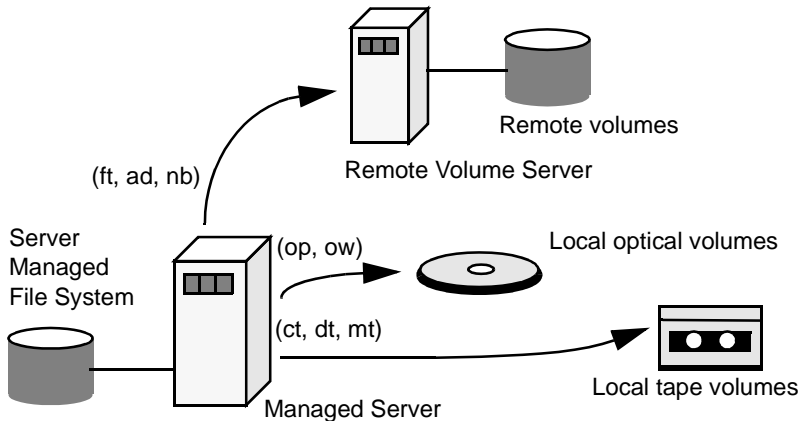 Remote volumes
Remote Volume Server
(ft, ad, nb)
Server
Managed
File System
(op, ow)
Local optical volumes
(ct, dt, mt)
Local tape volumes
Managed Server